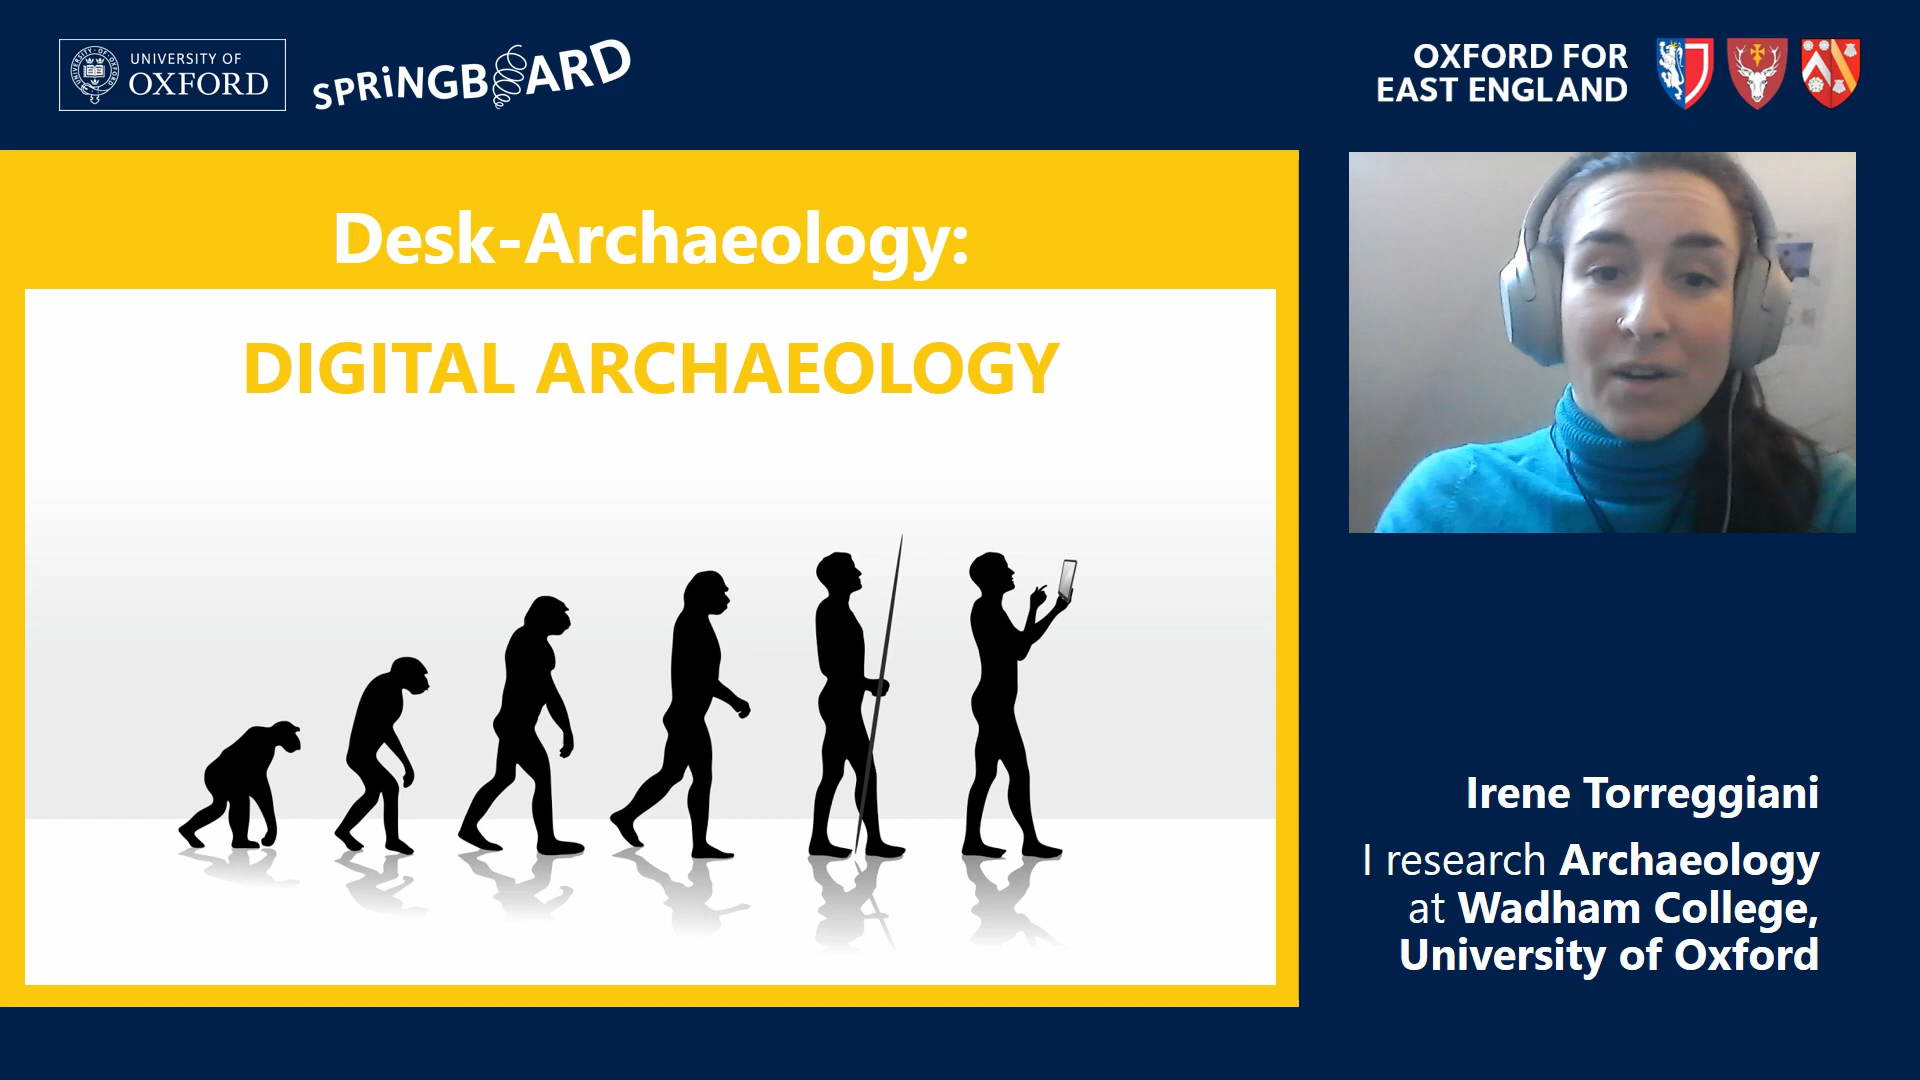 UNIVERSITY OF
OXFORD
SPRiNGBOARD
OXFORD FOR
EAST ENGLAND
Desk-Archaeology:
DIGITAL ARCHAEOLOGY
Irene Torreggiani
I research Archaeology
at Wadham College,
University of Oxford